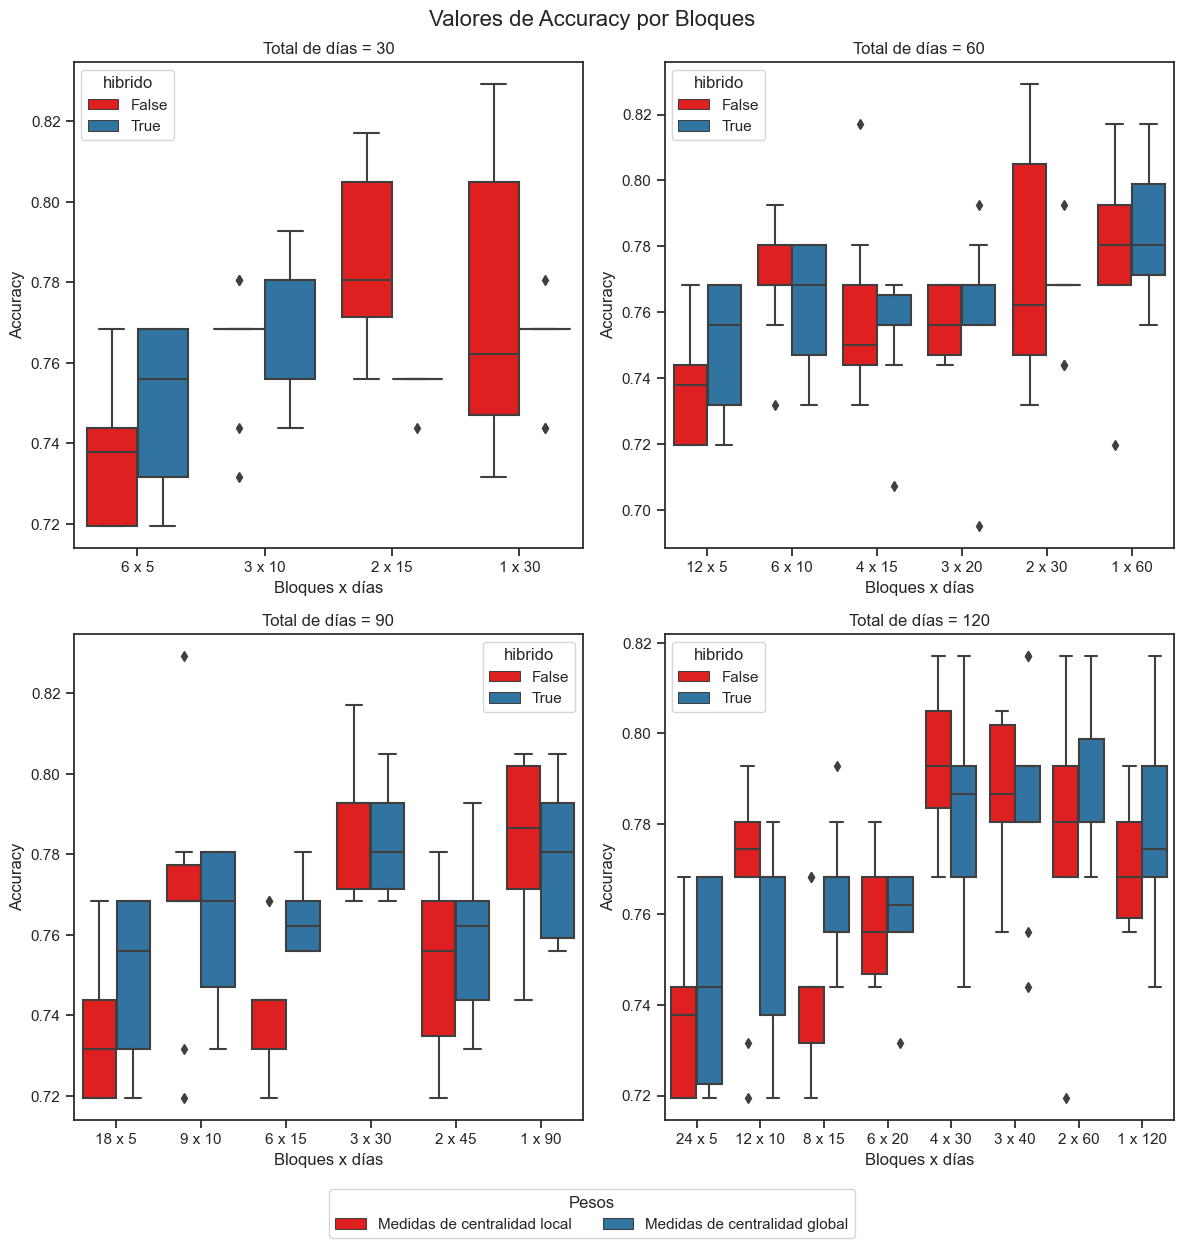 Valores de Accuracy por Bloques
Total de días = 30
hibrido
False
True
Accuracy
0.82
0.80
0.78
0.76
0.74
0.72
6 x 5
3 x 10
2 x 15
1 x 30
Bloques x días
Total de días = 60
hibrido
False
True
Accuracy
0.82
0.80
0.78
0.76
0.74
0.72
0.70
12 x 5
6 x 10
4 x 15
3 x 20
2 x 30
1 x 60
Bloques x días
Total de días = 90
hibrido
False
True
Accuracy
0.82
0.80
0.78
0.76
0.74
0.72
18 x 5
9 x 10
6 x 15
3 x 30
2 x 45
1 x 90
Bloques x días
Total de días = 120
hibrido
False
True
Accuracy
0.82
0.80
0.78
0.76
0.74
0.72
24 x 5
12 x 10
8 x 15
6 x 20
4 x 30
3 x 40
2 x 60
1 x 120
Bloques x días
Pesos
Medidas de centralidad local
Medidas de centralidad global